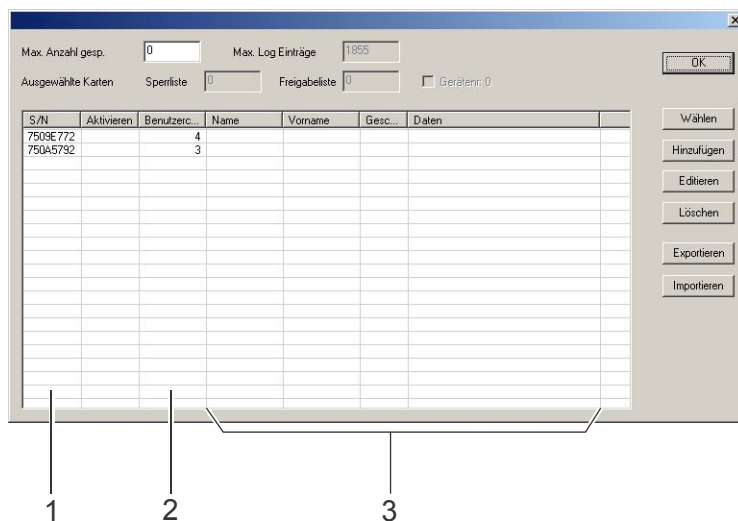 Max. Anzahl gesp. 0 Max. Log Einträge 1855
OK
Ausgewählte Karten Sperrliste 0 Freigabeliste 0 Gerätenr: 0
S/N Aktivieren Benutzerc... Name Vorname Gesc... Daten
7509E772 4
750A5792 3
Wählen
Hinzufügen
Editieren
Löschen
Exportieren
Importieren
1 2 3